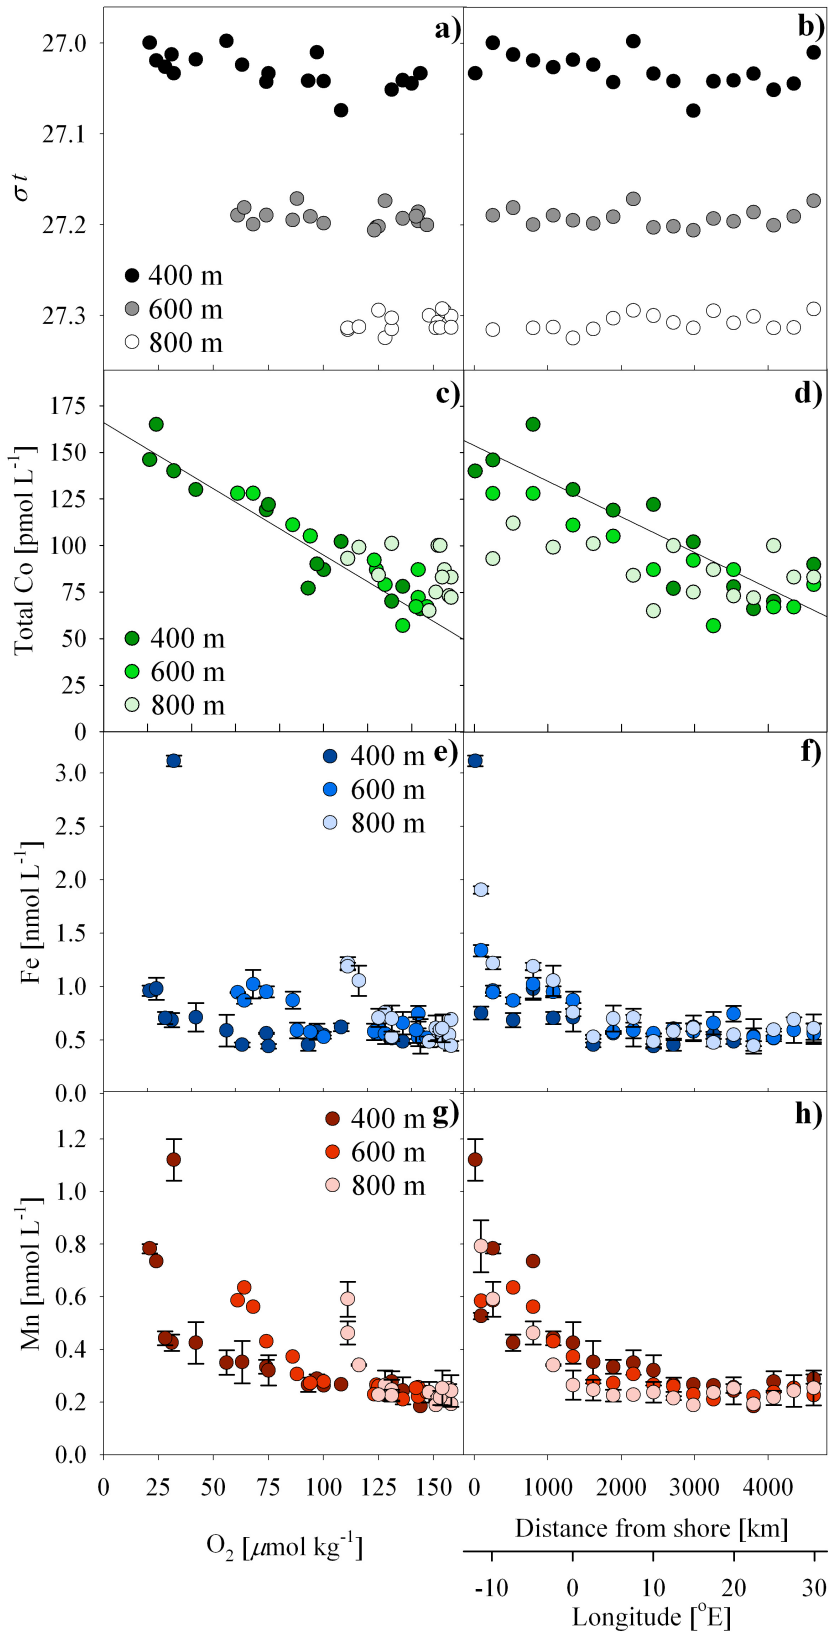 a)
b)
27.0
27.1
27.2
27.3
σ t
400 m
600 m
800 m
c)
d)
175
150
125
100
75
50
25
0
Total Co [pmol L-1]
400 m
600 m
800 m
e)
f)
3.0
2.5
2.0
1.5
1.0
0.5
0.0
Fe [nmol L-1]
400 m
600 m
800 m
g)
h)
1.2
1.0
0.8
0.6
0.4
0.2
0.0
Mn [nmol L-1]
400 m
600 m
800 m
0 25 50 75 100 125 150
0 1000 2000 3000 4000
O2 [μmol kg-1]
Distance from shore [km]
-10 0 10 20 30
Longitude [oE]